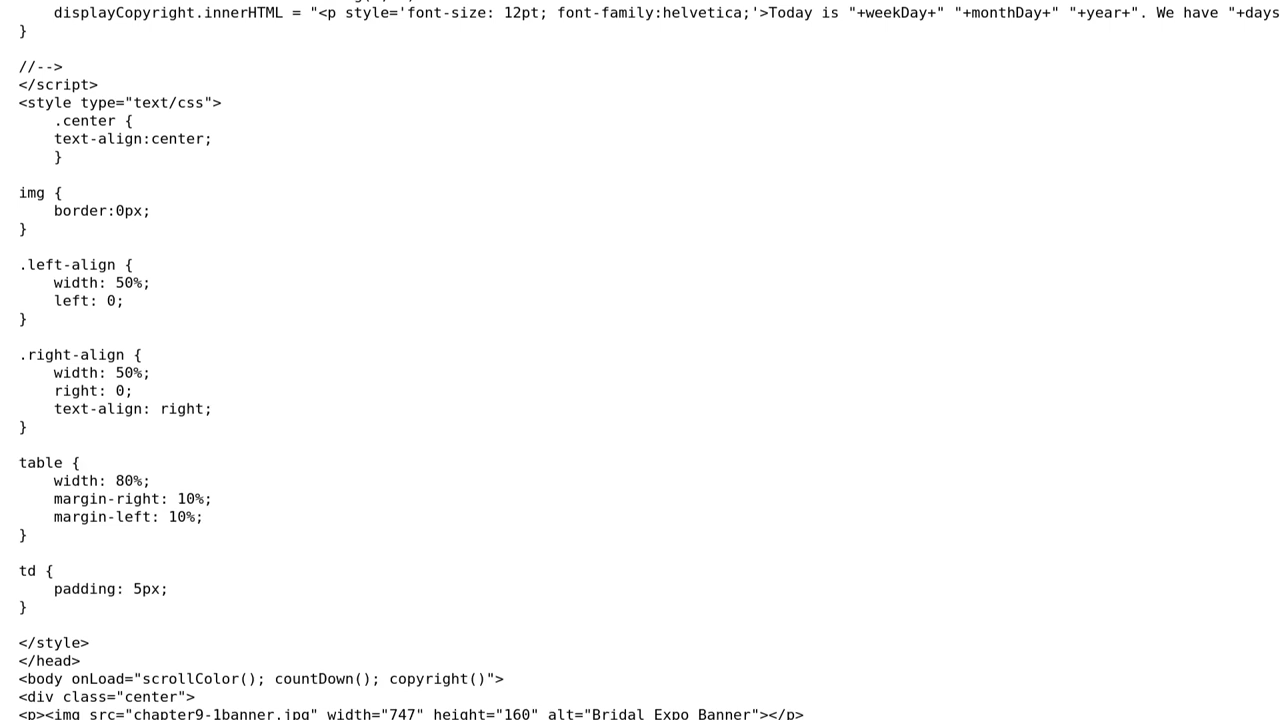 displayCopyright.innerHTML = "<p style='font-size: 12pt; font-family:helvetica;'>Today is "+weekDay+" "+monthDay+" "+year+". We have "+days
}
//-->
</script>
<style type="text/css">
.center {
text-align:center;
}
img {
border:0px;
}
.left-align {
width: 50%;
left: 0;
}
.right-align {
width: 50%;
right: 0;
text-align: right;
}
table {
width: 80%;
margin-right: 10%;
margin-left: 10%;
}
td {
padding: 5px;
}
</style>
</head>
<body onLoad="scrollColor(); countDown(); copyright()">
<div class="center">
<p><img src="chapter9-1banner.jpg" width="747" height="160" alt="Bridal Expo Banner"></p>